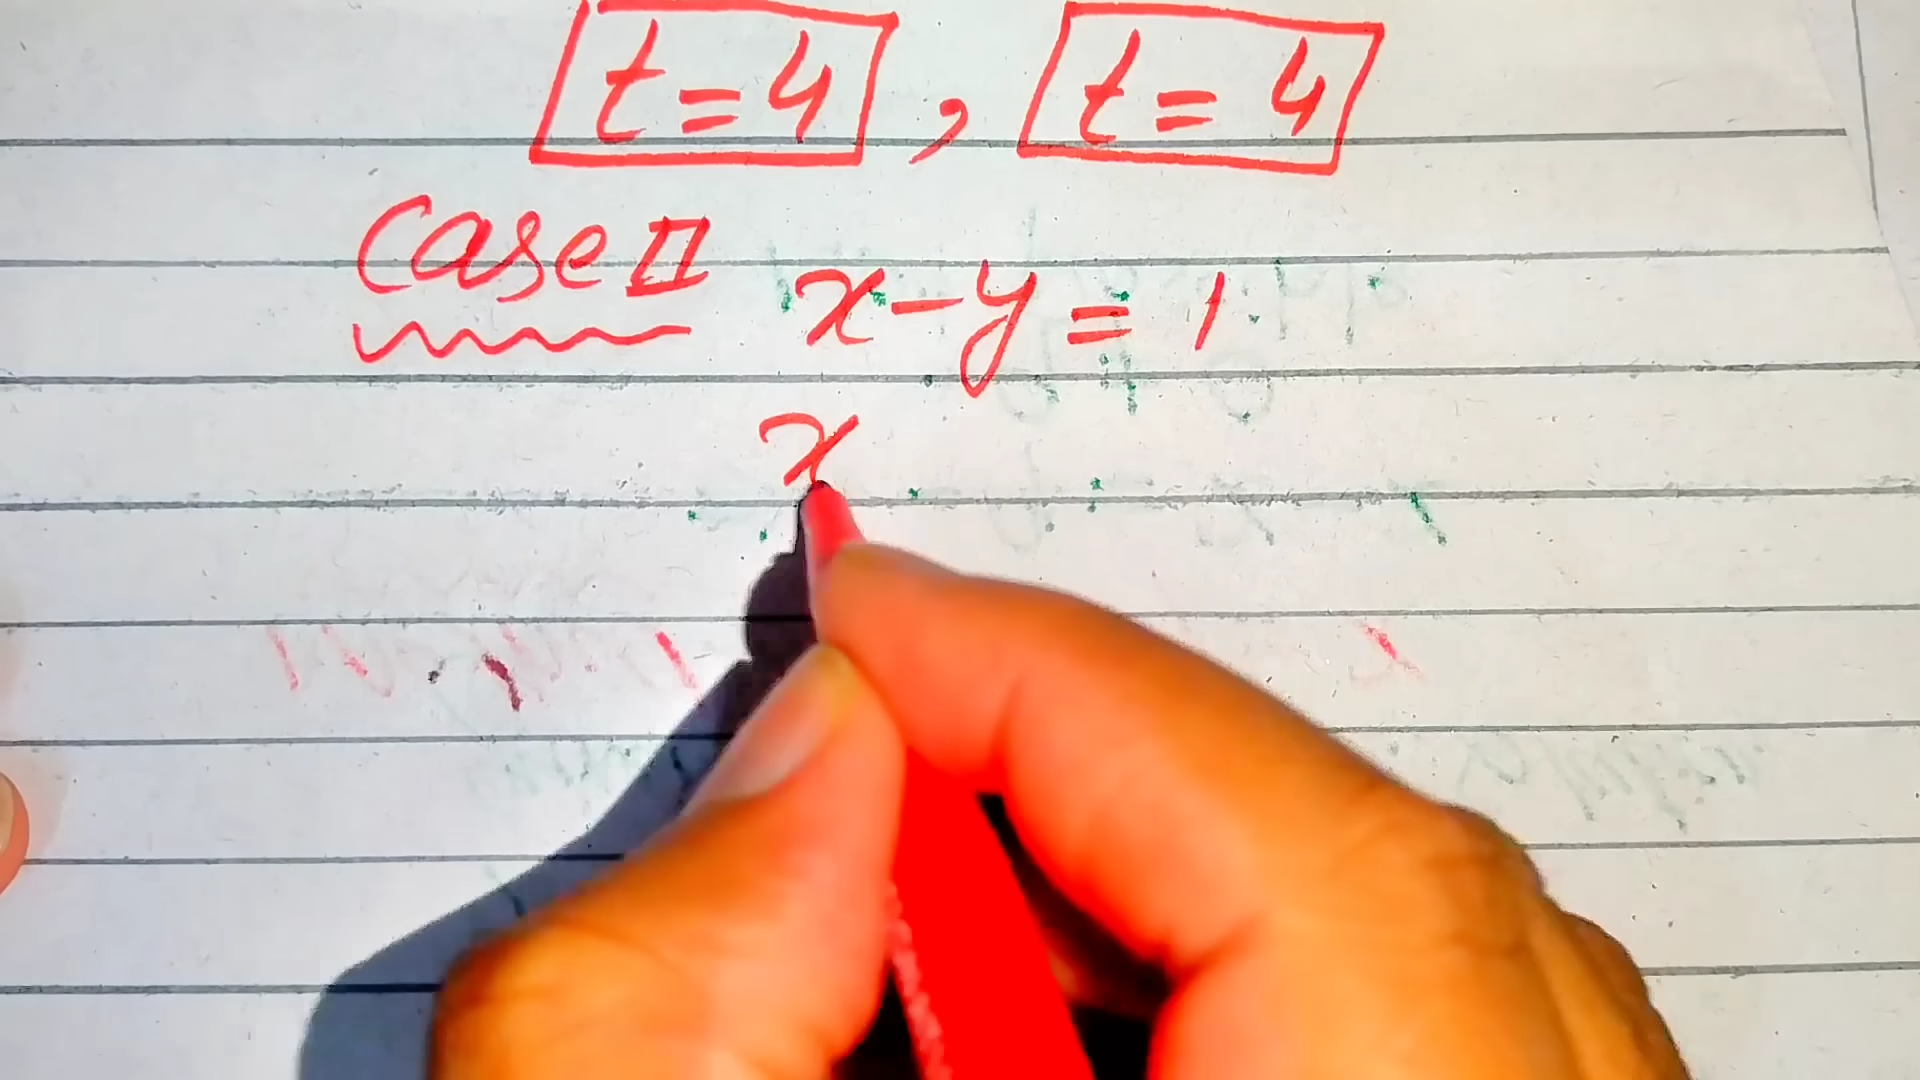 t = 4 , t = 4
Case II x - y = 1
x